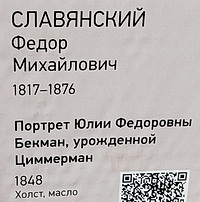 СЛАВЯНСКИЙ
Федор
Михайлович
1817–1876
Портрет Юлии Федоровны
Бекман, урожденной
Циммерман
1848
Холст, масло